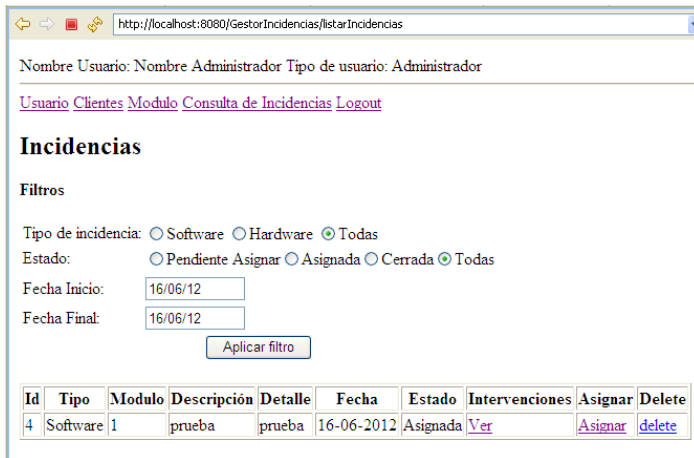 http://localhost:8080/GestorIncidencias/listarIncidencias
Nombre Usuario: Nombre Administrador Tipo de usuario: Administrador
Usuario Clientes Modulo Consulta de Incidencias Logout
Incidencias
Filtros
Tipo de incidencia: Software Hardware Todas
Estado: Pendiente Asignar Asignada Cerrada Todas
Fecha Inicio: 16/06/12
Fecha Final: 16/06/12
Aplicar filtro
Id Tipo Modulo Descripción Detalle Fecha Estado Intervenciones Asignar Delete
4 Software 1 prueba prueba 16-06-2012 Asignada Ver Asignar delete